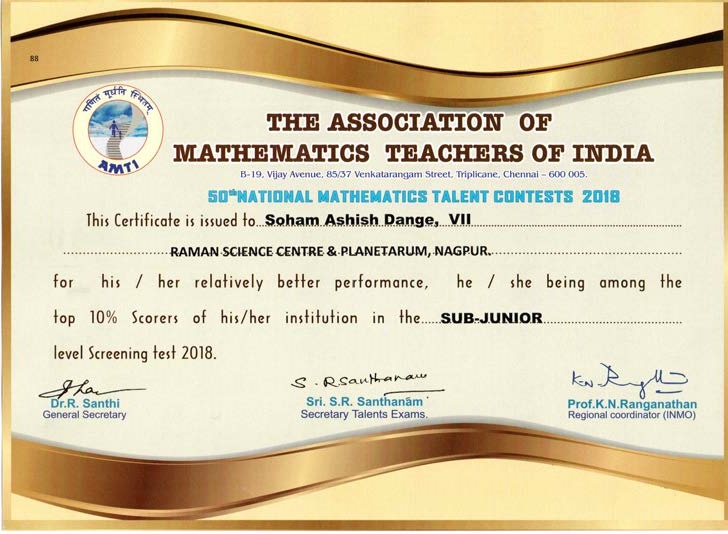 88
गणितं मूर्ध्नि स्थितम्
AMTI
THE ASSOCIATION OF
MATHEMATICS TEACHERS OF INDIA
B-19, Vijay Avenue, 85/37 Venkatarangam Street, Triplicane, Chennai – 600 005.
50th NATIONAL MATHEMATICS TALENT CONTESTS 2018
This Certificate is issued to Soham Ashish Dange, VII
RAMAN SCIENCE CENTRE & PLANETARUM, NAGPUR.
for his / her relatively better performance, he / she being among the
top 10% Scorers of his/her institution in the SUB-JUNIOR
level Screening test 2018.
S. R Santhanam
Dr.R. Santhi
General Secretary
Sri. S.R. Santhanam
Secretary Talents Exams.
Prof.K.N.Ranganathan
Regional coordinator (INMO)